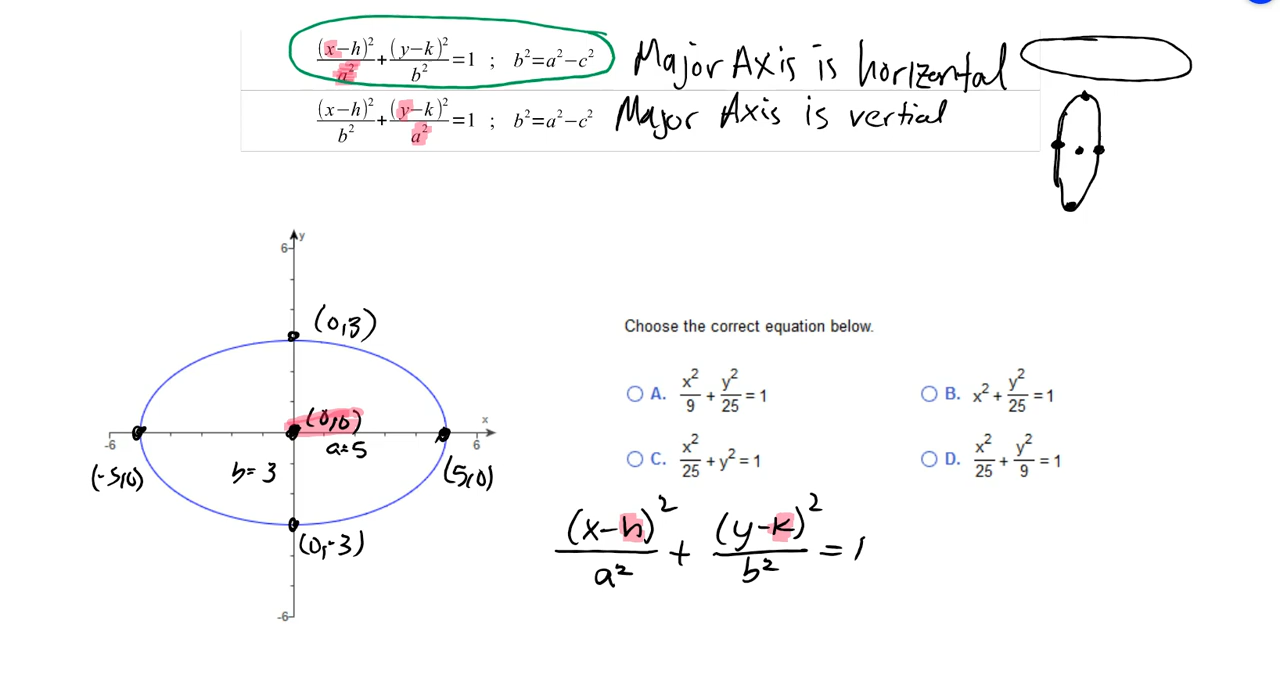 (x−h)²/a² + (y−k)²/b² = 1 ; b²=a²−c² Major Axis is horizental
(x−h)²/b² + (y−k)²/a² = 1 ; b²=a²−c² Major Axis is vertial
y
6
(0,3)
Choose the correct equation below.
A. x²/9 + y²/25 = 1
B. x² + y²/25 = 1
(0,0)
x
-6
a=5
6
C. x²/25 + y² = 1
D. x²/25 + y²/9 = 1
(-5,0)
b=3
(5,0)
(x−h)²/a² + (y−k)²/b² = 1
(0,-3)
-6